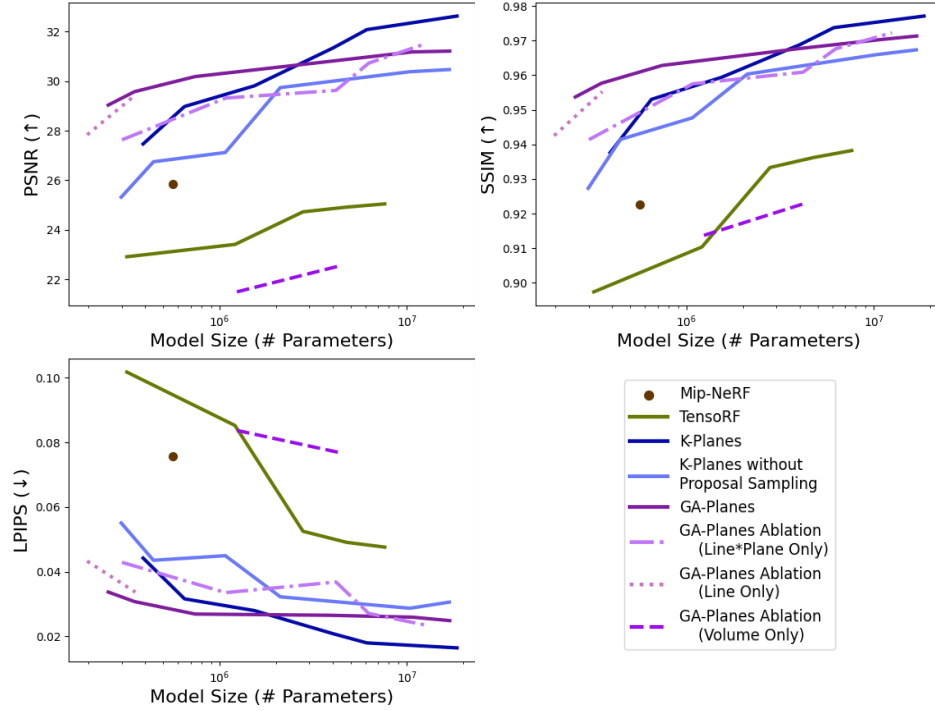 32
30
28
26
24
22
PSNR (↑)
10^6
10^7
Model Size (# Parameters)
0.98
0.97
0.96
0.95
0.94
0.93
0.92
0.91
0.90
SSIM (↑)
10^6
10^7
Model Size (# Parameters)
0.10
0.08
0.06
0.04
0.02
LPIPS (↓)
10^6
10^7
Model Size (# Parameters)
Mip-NeRF
TensoRF
K-Planes
K-Planes without
Proposal Sampling
GA-Planes
GA-Planes Ablation
(Line*Plane Only)
GA-Planes Ablation
(Line Only)
GA-Planes Ablation
(Volume Only)